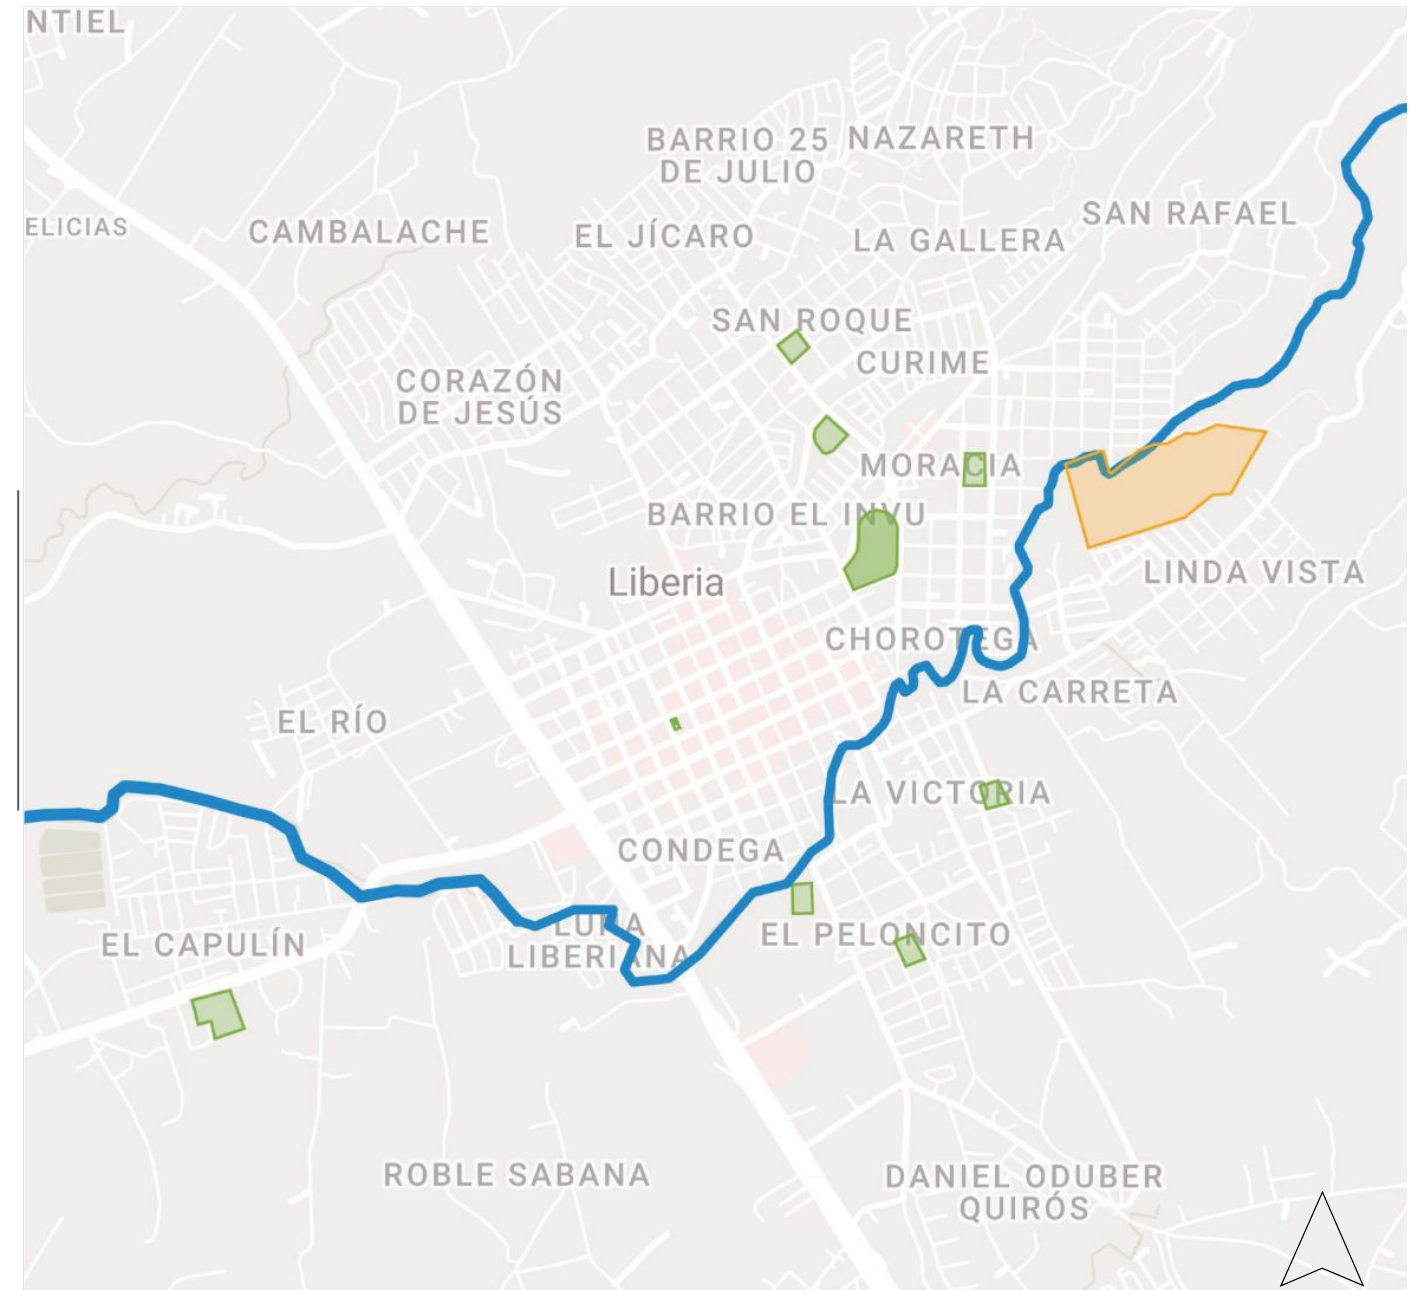 NTIEL
BARRIO 25
DE JULIO
NAZARETH
SAN RAFAEL
ELICIAS
CAMBALACHE
EL JÍCARO
LA GALLERA
SAN ROQUE
CURIME
CORAZÓN
DE JESÚS
MORACIA
BARRIO EL INVU
Liberia
LINDA VISTA
CHOROTEGA
LA CARRETA
EL RÍO
LA VICTORIA
CONDEGA
LUNA
LIBERIANA
EL PELONCITO
EL CAPULÍN
ROBLE SABANA
DANIEL ODUBER
QUIRÓS